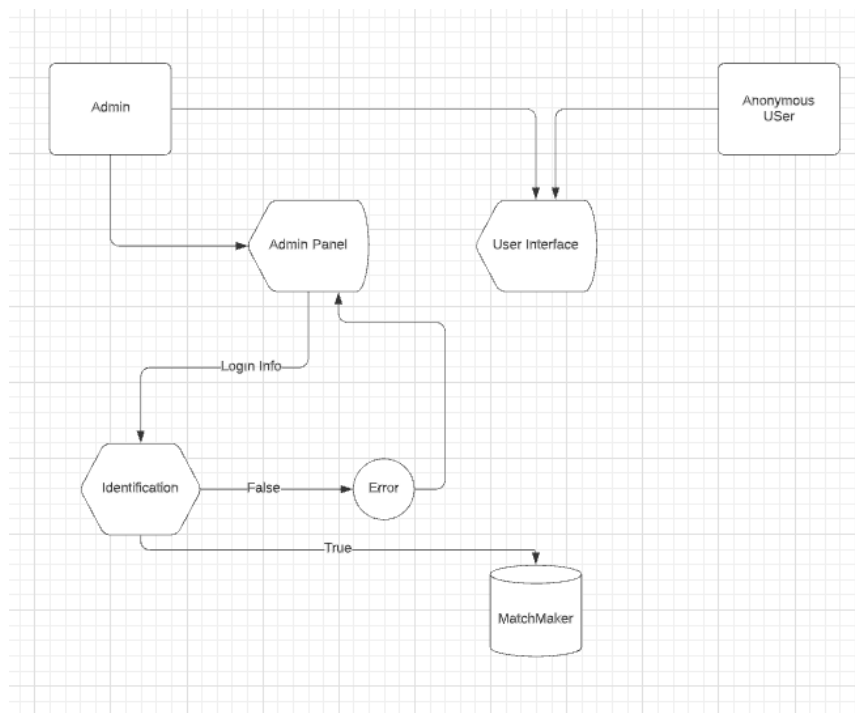 Admin
Anonymous
USer
Admin Panel
User Interface
Login Info
Identification
False
Error
True
MatchMaker